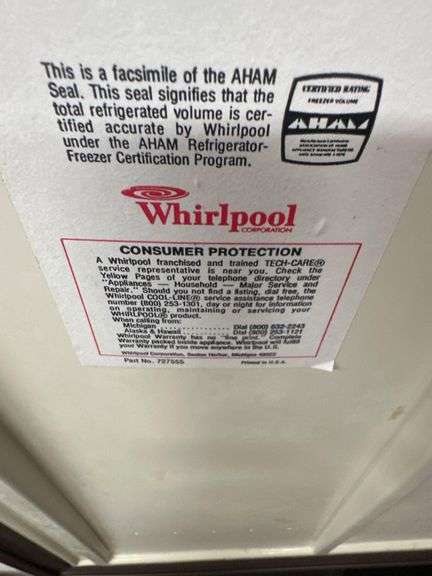 This is a facsimile of the AHAM
Seal. This seal signifies that the
total refrigerated volume is cer-
tified accurate by Whirlpool
under the AHAM Refrigerator-
Freezer Certification Program.
CERTIFIED RATING
FREEZER VOLUME
AHAM
Whirlpool
CORPORATION
CONSUMER PROTECTION
A Whirlpool franchised and trained TECH-CARE®
service representative is near you. Check the
Yellow Pages of your telephone directory under
"Appliances — Household — Major Service and
Repair." Should you not find a listing, dial free, the
Whirlpool COOL-LINE® service assistance telephone
number (800) 253-1301, day or night for information
on operating, maintaining or servicing your
WHIRLPOOL® product.
When calling from:
Michigan ............ Dial (800) 632-2243
Alaska & Hawaii ............ Dial (800) 253-1121
Whirlpool Warranty has no "fine print." Complete
Warranty packed inside appliance. Whirlpool will fulfill
your Warranty if you move anywhere in the U.S.
Whirlpool Corporation, Benton Harbor, Michigan 49022
Part No. 727555 Printed in U.S.A.